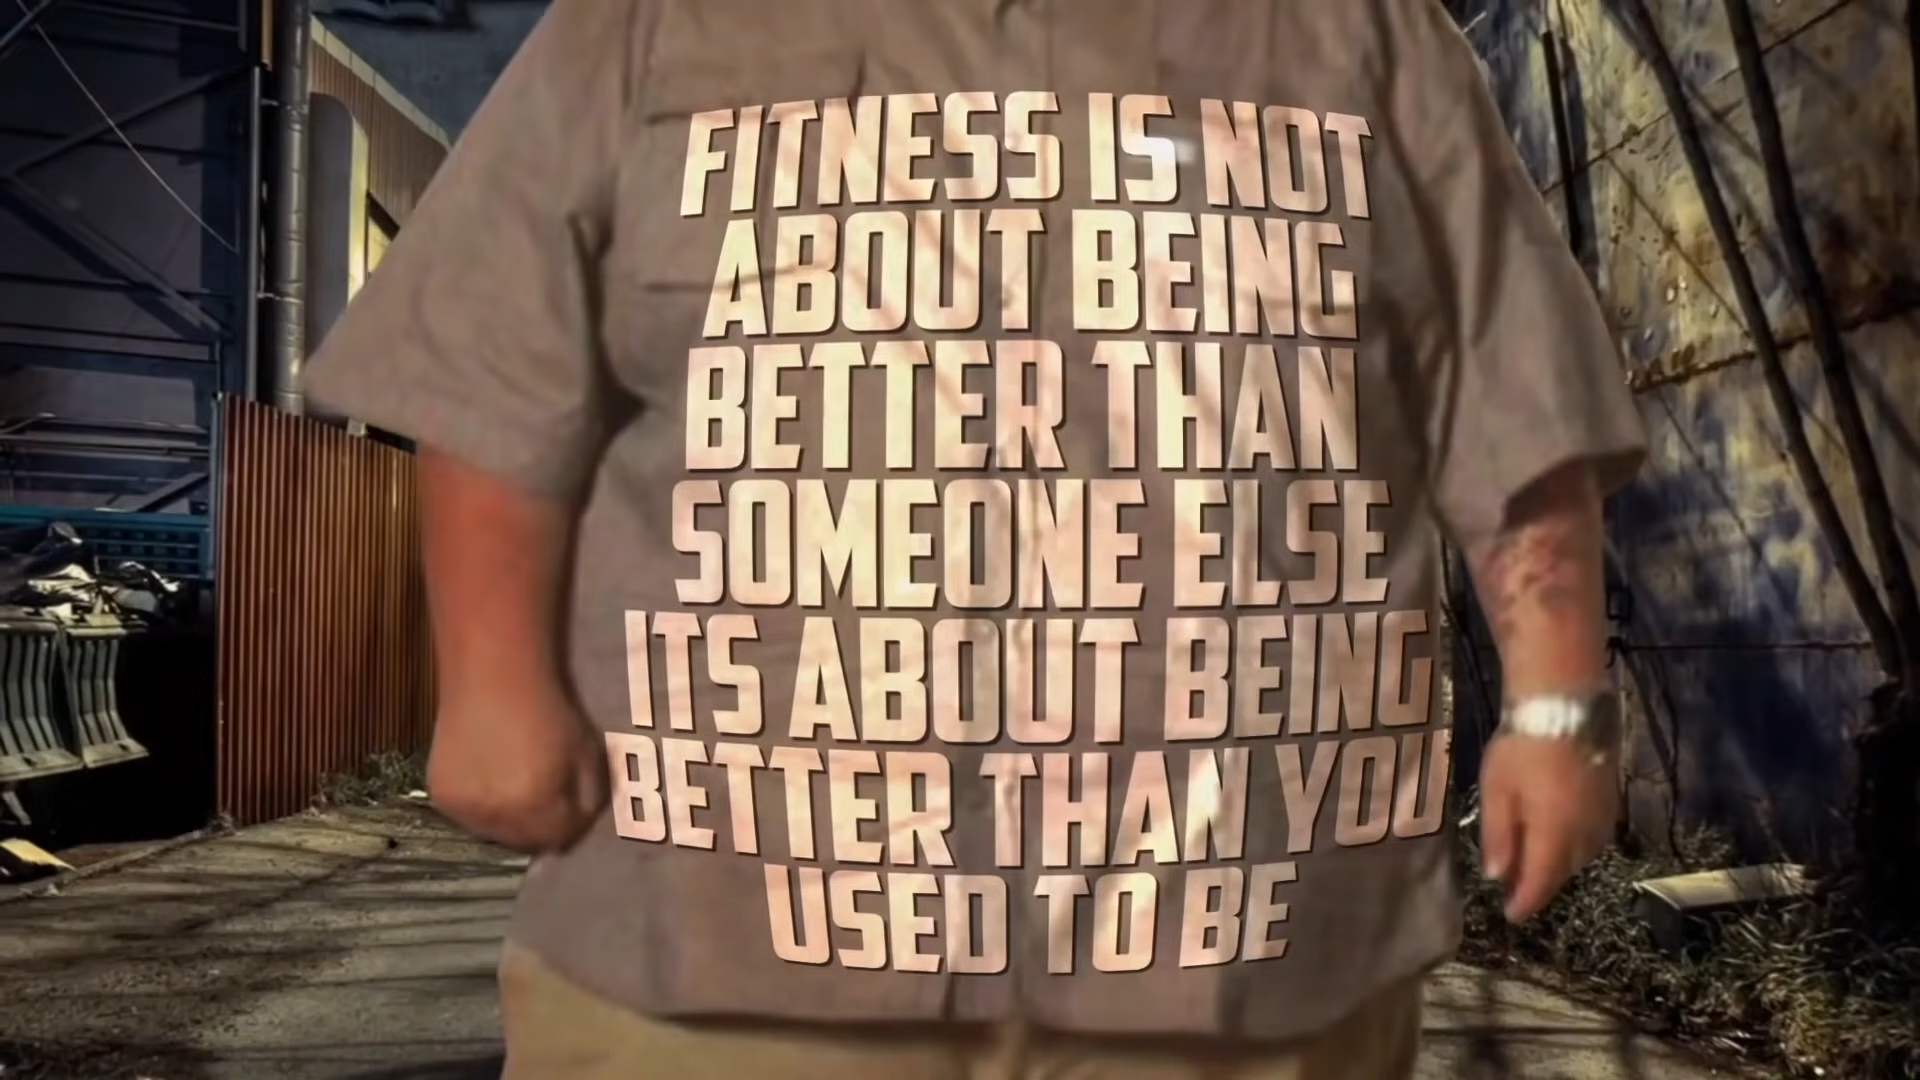 FITNESS IS NOT
ABOUT BEING
BETTER THAN
SOMEONE ELSE
ITS ABOUT BEING
BETTER THAN YOU
USED TO BE